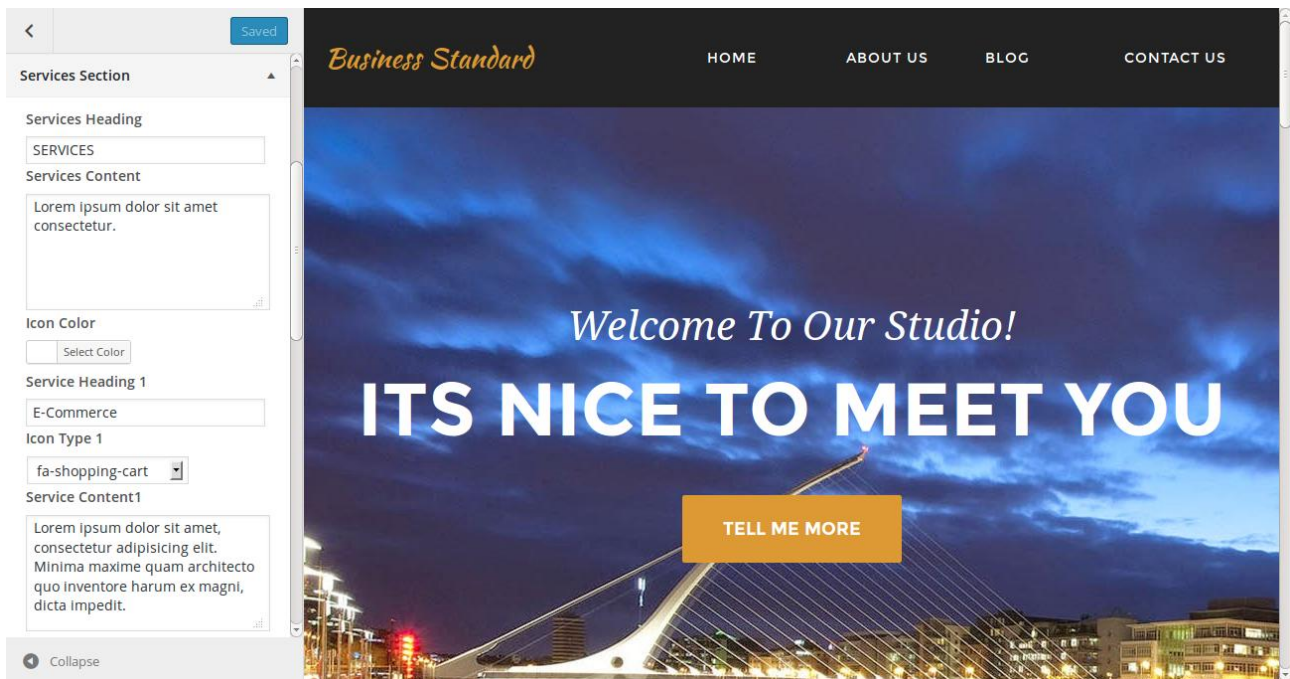 Saved
Services Section
Services Heading
SERVICES
Services Content
Lorem ipsum dolor sit amet
consectetur.
Icon Color
Select Color
Service Heading 1
E-Commerce
Icon Type 1
fa-shopping-cart
Service Content1
Lorem ipsum dolor sit amet,
consectetur adipisicing elit.
Minima maxime quam architecto
quo inventore harum ex magni,
dicta impedit.
Collapse
Business Standard
HOME ABOUT US BLOG CONTACT US
Welcome To Our Studio!
ITS NICE TO MEET YOU
TELL ME MORE